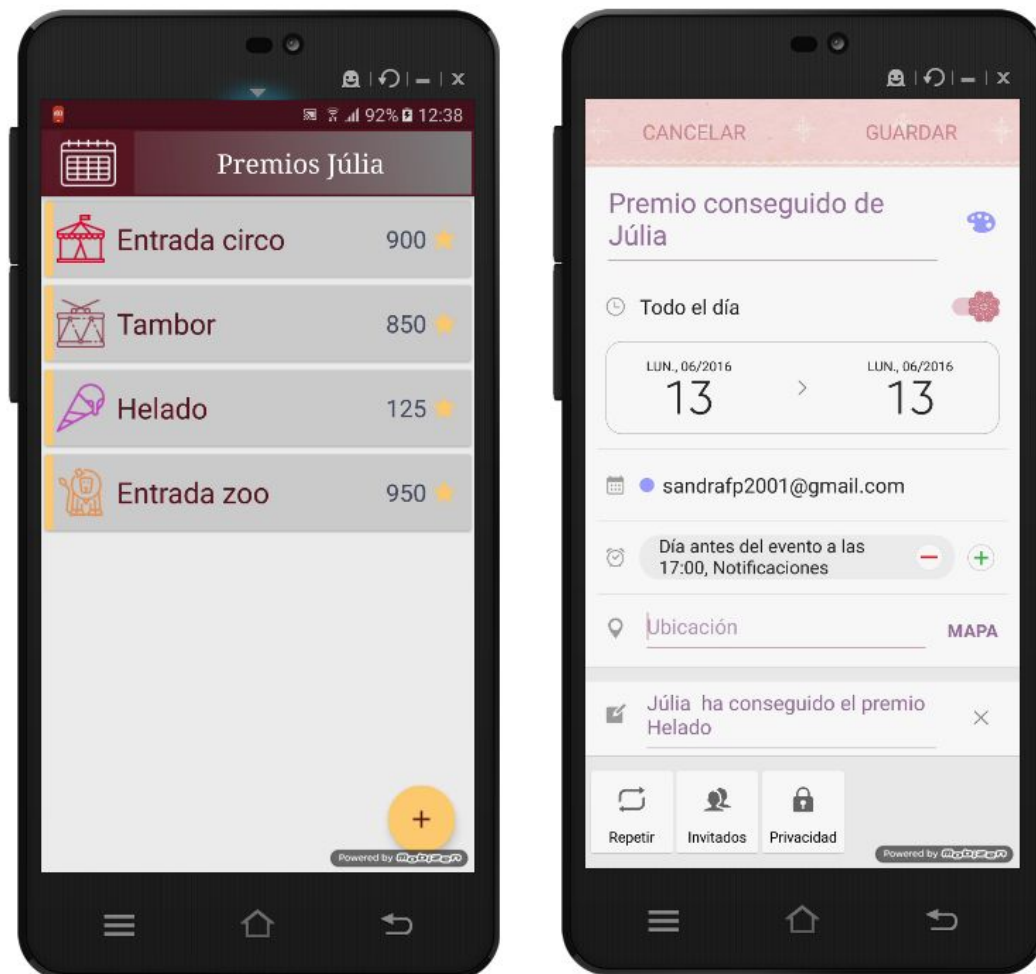 92% 12:38
Premios Júlia
Entrada circo 900
Tambor 850
Helado 125
Entrada zoo 950
+
Powered by mobizen
CANCELAR GUARDAR
Premio conseguido de
Júlia
Todo el día
LUN., 06/2016 LUN., 06/2016
13 > 13
sandrafp2001@gmail.com
Día antes del evento a las
17:00, Notificaciones
Ubicación MAPA
Júlia ha conseguido el premio
Helado
Repetir Invitados Privacidad
Powered by mobizen